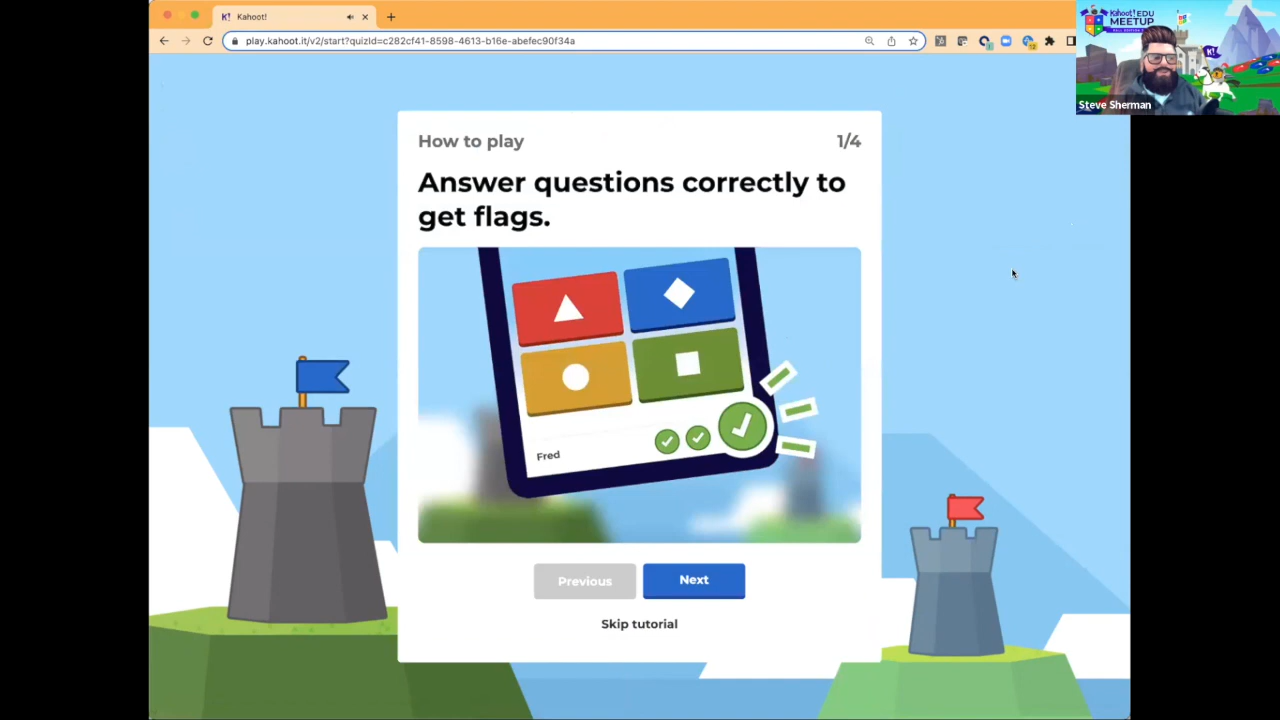 Kahoot!
play.kahoot.it/v2/start?quizId=c282cf41-8598-4613-b16e-abefec90f34a
Kahoot! EDU
MEETUP
K!
Steve Sherman
How to play
1/4
Answer questions correctly to
get flags.
Fred
Previous
Next
Skip tutorial